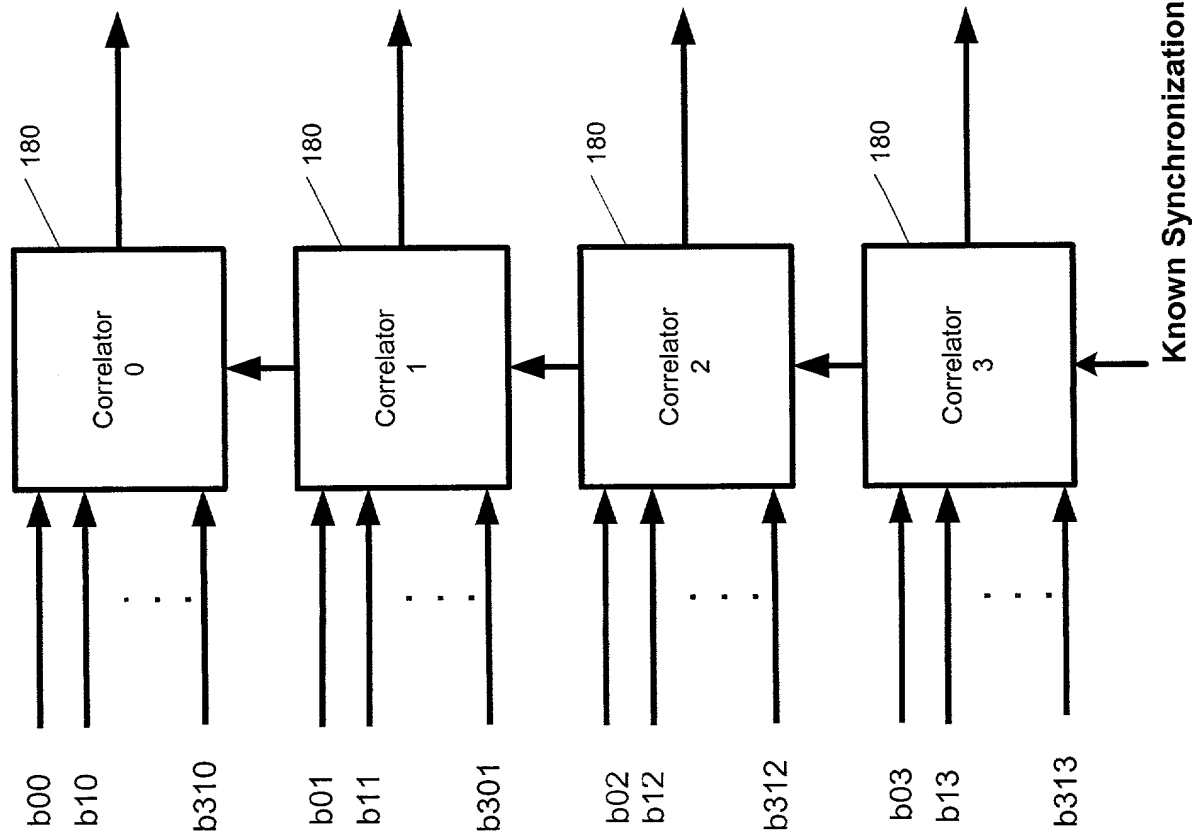 180
Correlator
0
b00
b10
. . .
b310
180
Correlator
1
b01
b11
. . .
b301
180
Correlator
2
b02
b12
. . .
b312
180
Correlator
3
b03
b13
. . .
b313
Known Synchronization